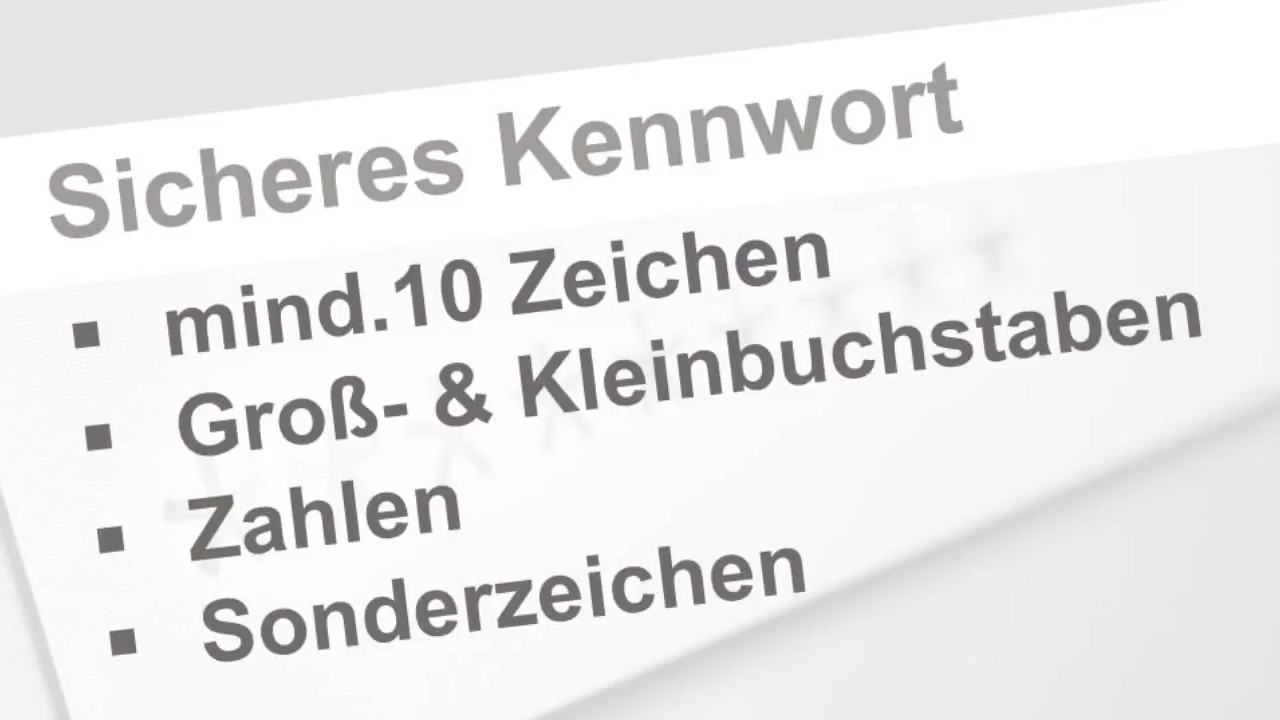 Sicheres Kennwort
▪ mind.10 Zeichen
▪ Groß- & Kleinbuchstaben
▪ Zahlen
▪ Sonderzeichen